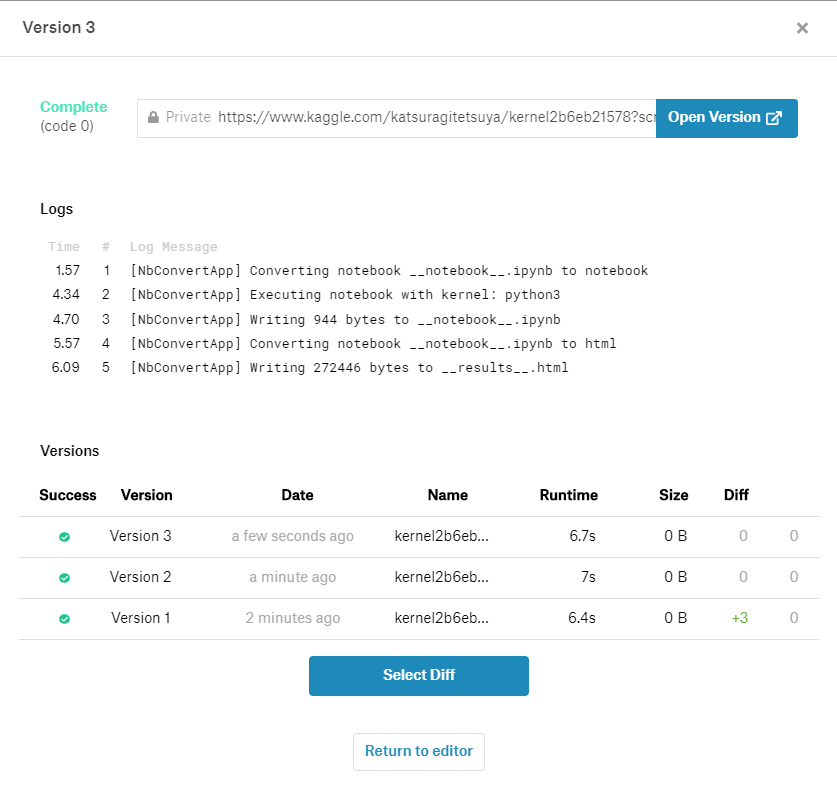 Version 3 ×
Complete
(code 0)
Private https://www.kaggle.com/katsuragitetsuya/kernel2b6eb21578?scr Open Version
Logs
Time # Log Message
1.57 1 [NbConvertApp] Converting notebook __notebook__.ipynb to notebook
4.34 2 [NbConvertApp] Executing notebook with kernel: python3
4.70 3 [NbConvertApp] Writing 944 bytes to __notebook__.ipynb
5.57 4 [NbConvertApp] Converting notebook __notebook__.ipynb to html
6.09 5 [NbConvertApp] Writing 272446 bytes to __results__.html
Versions
Success Version Date Name Runtime Size Diff
Version 3 a few seconds ago kernel2b6eb... 6.7s 0 B 0 0
Version 2 a minute ago kernel2b6eb... 7s 0 B 0 0
Version 1 2 minutes ago kernel2b6eb... 6.4s 0 B +3 0
Select Diff
Return to editor